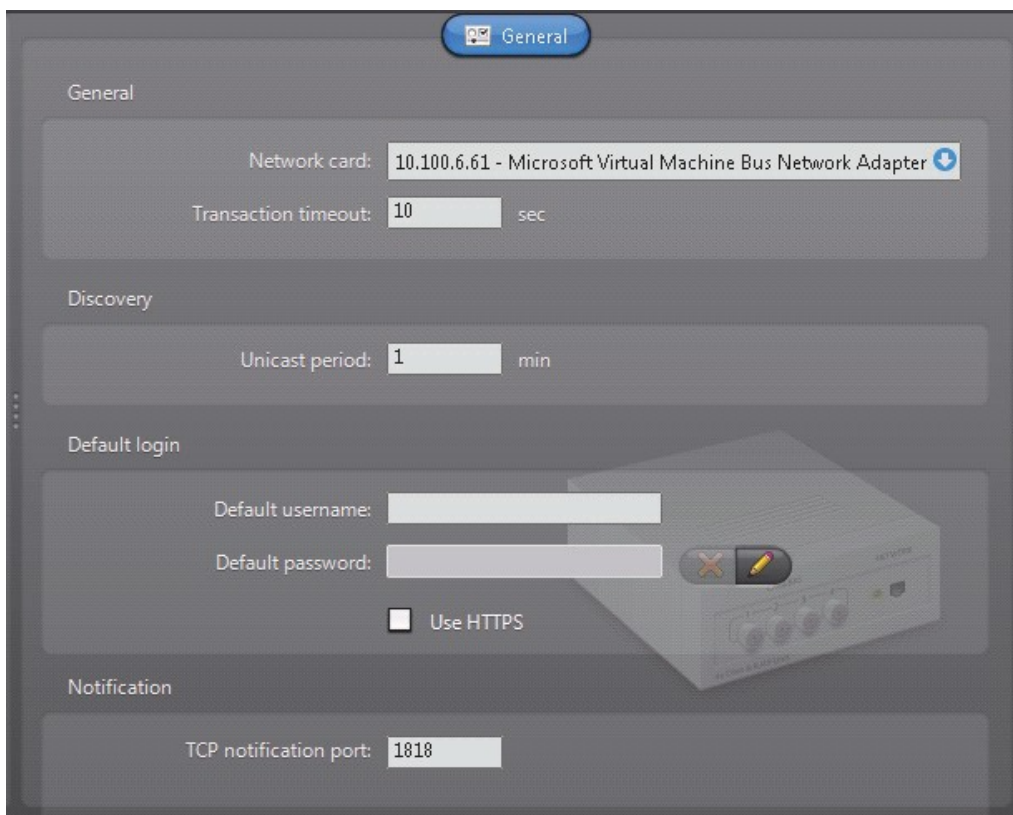 General
General
Network card: 10.100.6.61 - Microsoft Virtual Machine Bus Network Adapter
Transaction timeout: 10 sec
Discovery
Unicast period: 1 min
Default login
Default username:
Default password:
NETWORK
Use HTTPS
Notification
TCP notification port: 1818